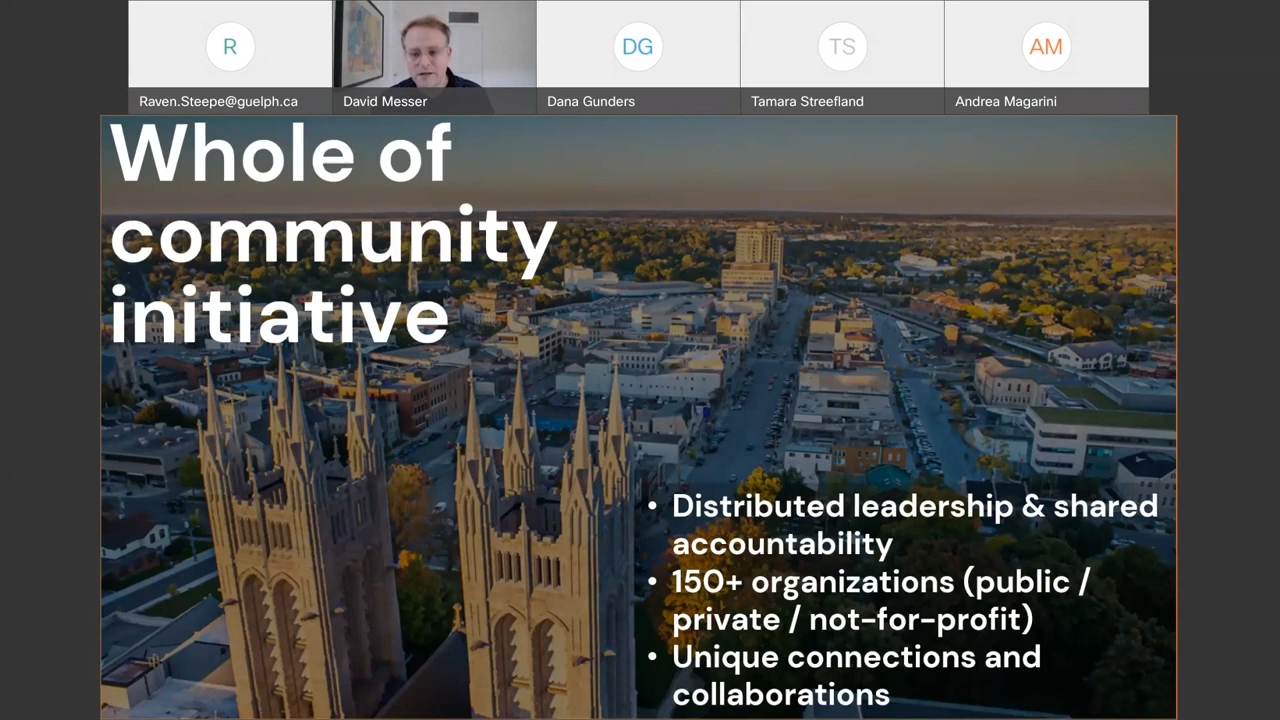 R
DG
TS
AM
Raven.Steepe@guelph.ca
David Messer
Dana Gunders
Tamara Streefland
Andrea Magarini
Whole of
community
initiative
• Distributed leadership & shared
accountability
• 150+ organizations (public /
private / not-for-profit)
• Unique connections and
collaborations